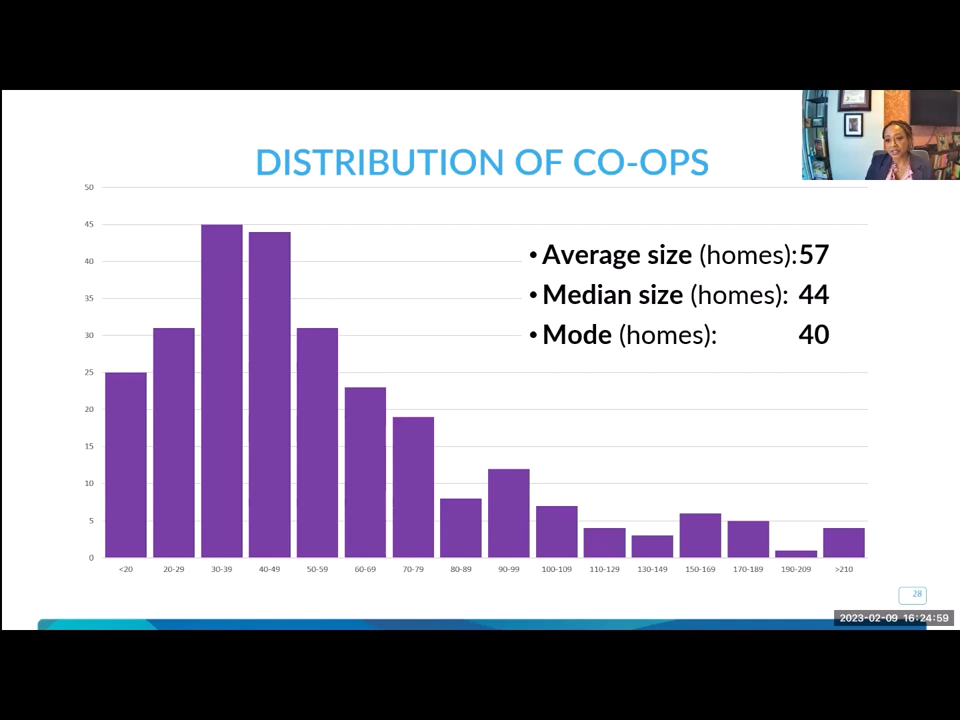 DISTRIBUTION OF CO-OPS
50
45
40
35
30
25
20
15
10
5
0
• Average size (homes):57
• Median size (homes): 44
• Mode (homes): 40
<20 20-29 30-39 40-49 50-59 60-69 70-79 80-89 90-99 100-109 110-129 130-149 150-169 170-189 190-209 >210
28
2023-02-09 16:24:59